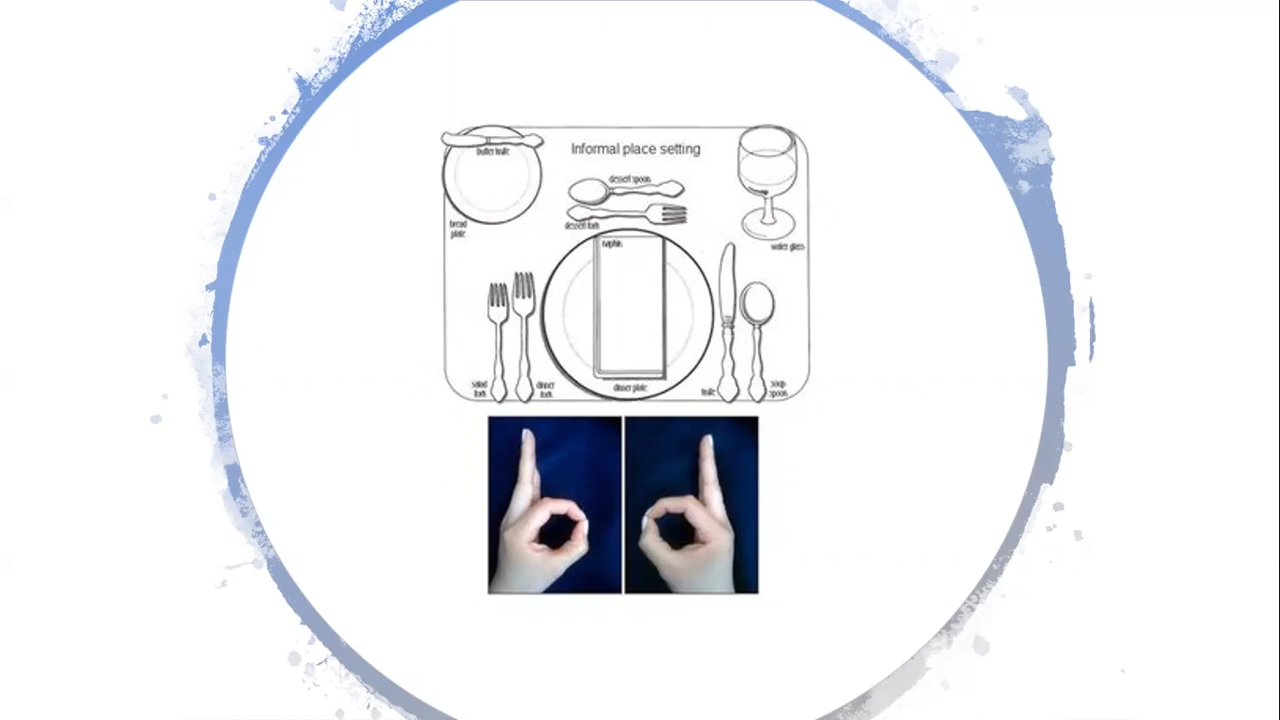 butter knife
Informal place setting
dessert spoon
bread
plate
dessert fork
water glass
napkin
salad
fork
dinner
fork
dinner plate
knife
soup
spoon